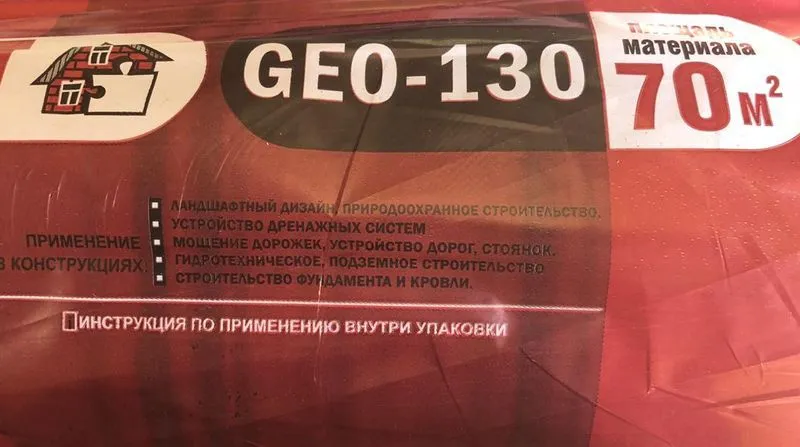 GEO-130
площадь
материала
70 м²
ПРИМЕНЕНИЕ
В КОНСТРУКЦИЯХ:
ЛАНДШАФТНЫЙ ДИЗАЙН, ПРИРОДООХРАННОЕ СТРОИТЕЛЬСТВО.
УСТРОЙСТВО ДРЕНАЖНЫХ СИСТЕМ
МОЩЕНИЕ ДОРОЖЕК, УСТРОЙСТВО ДОРОГ, СТОЯНОК.
ГИДРОТЕХНИЧЕСКОЕ, ПОДЗЕМНОЕ СТРОИТЕЛЬСТВО
СТРОИТЕЛЬСТВО ФУНДАМЕНТА И КРОВЛИ.
ИНСТРУКЦИЯ ПО ПРИМЕНЕНИЮ ВНУТРИ УПАКОВКИ